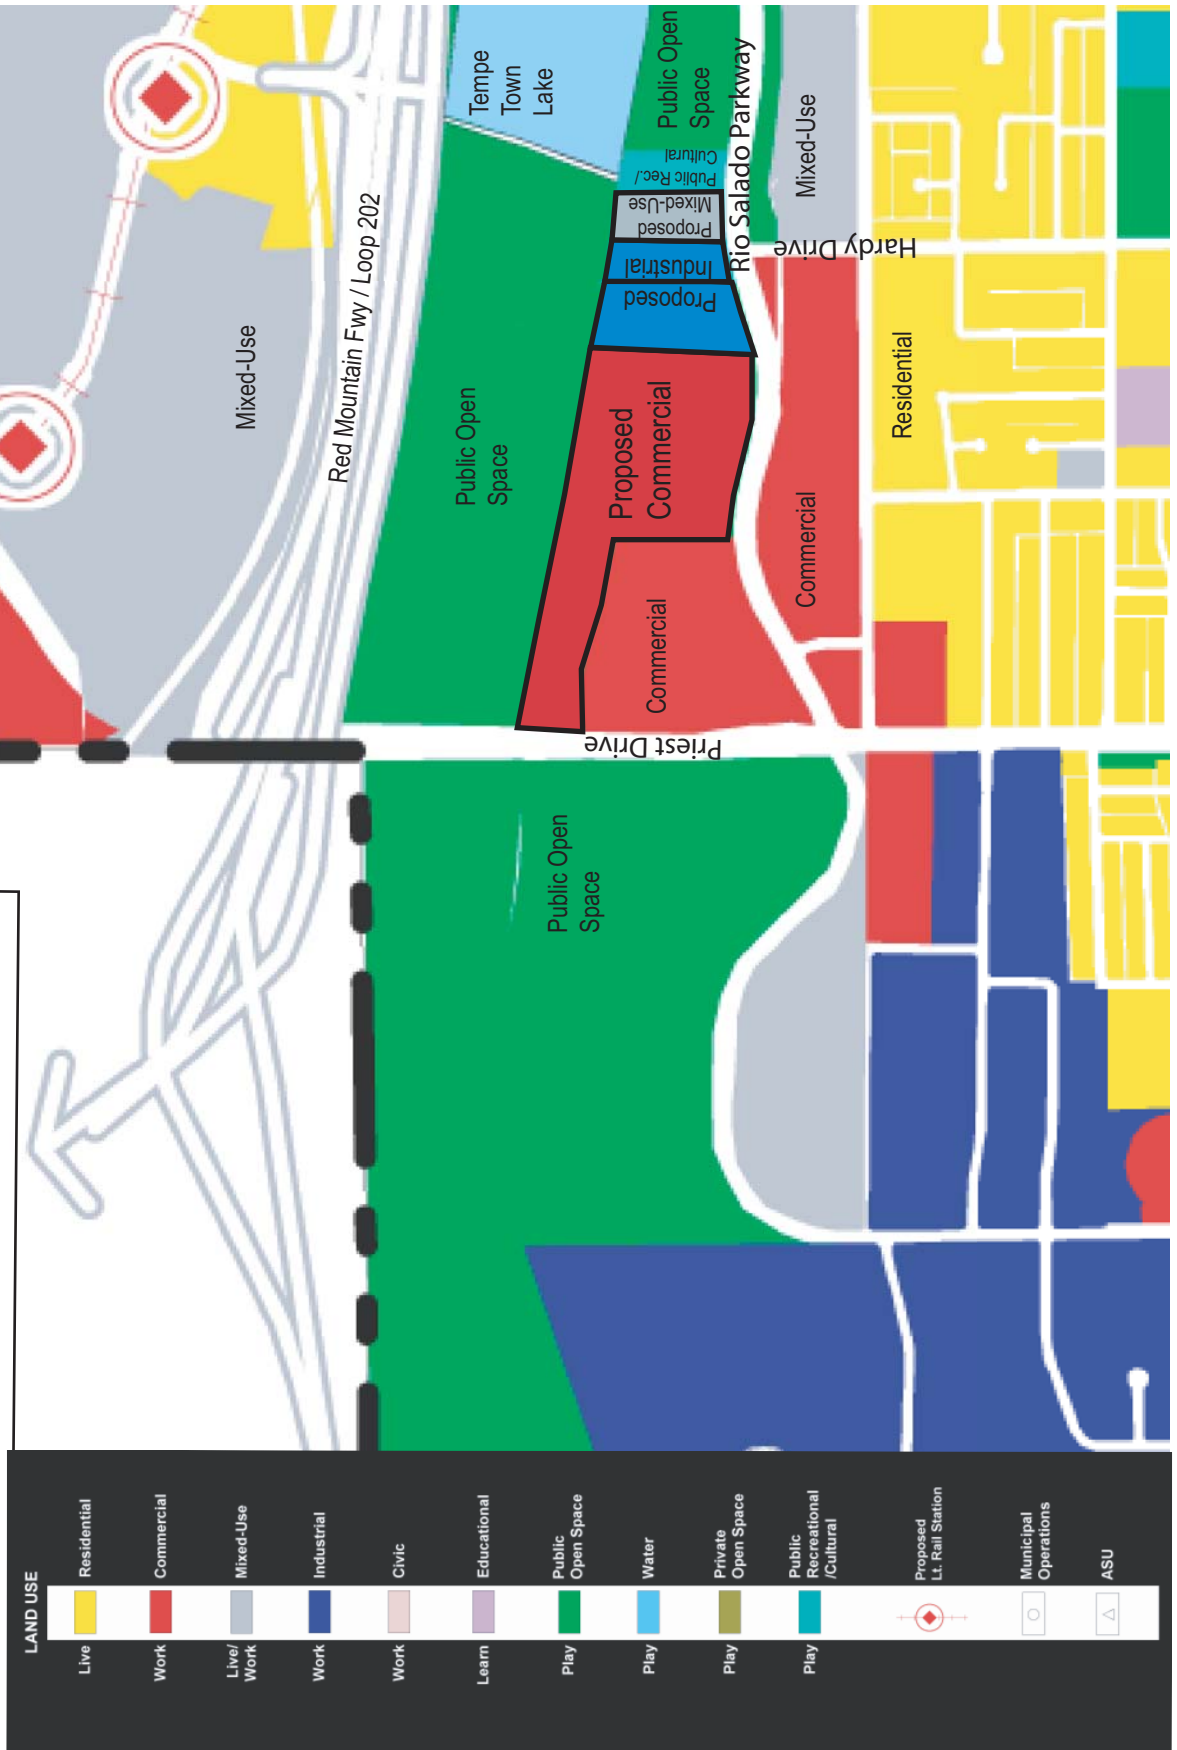 Tempe
Town
Lake
Public Open
Space
Public Rec./
Cultural
Proposed
Mixed-Use
Industrial
Proposed
Rio Salado Parkway
Mixed-Use
Hardy Drive
Red Mountain Fwy / Loop 202
Mixed-Use
Public Open
Space
Proposed
Commercial
Commercial
Commercial
Residential
Priest Drive
Public Open
Space
LAND USE
Live
Residential
Work
Commercial
Live/
Work
Mixed-Use
Work
Industrial
Work
Civic
Learn
Educational
Play
Public
Open Space
Play
Water
Play
Private
Open Space
Play
Public
Recreational
/Cultural
Proposed
Lt. Rail Station
Municipal
Operations
ASU